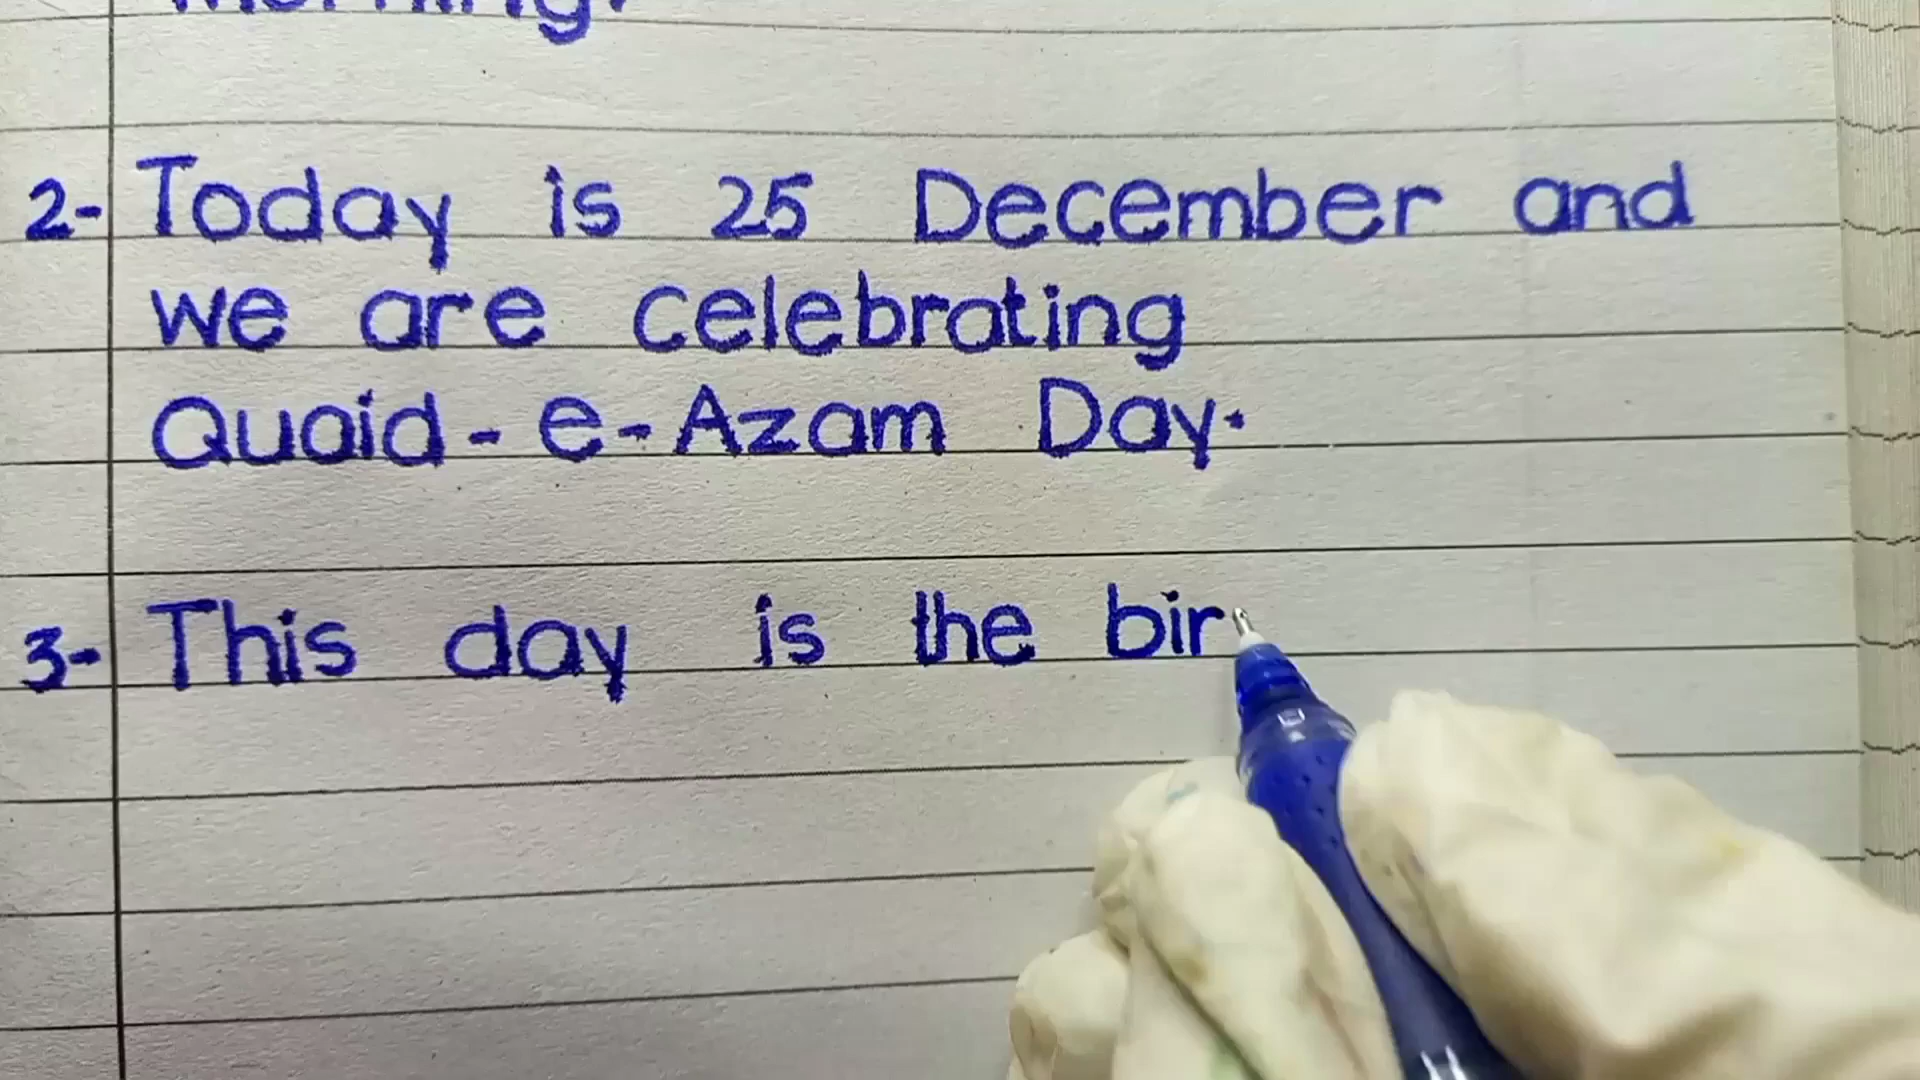 2- Today is 25 December and
we are celebrating
Quaid-e-Azam Day.
3- This day is the bir